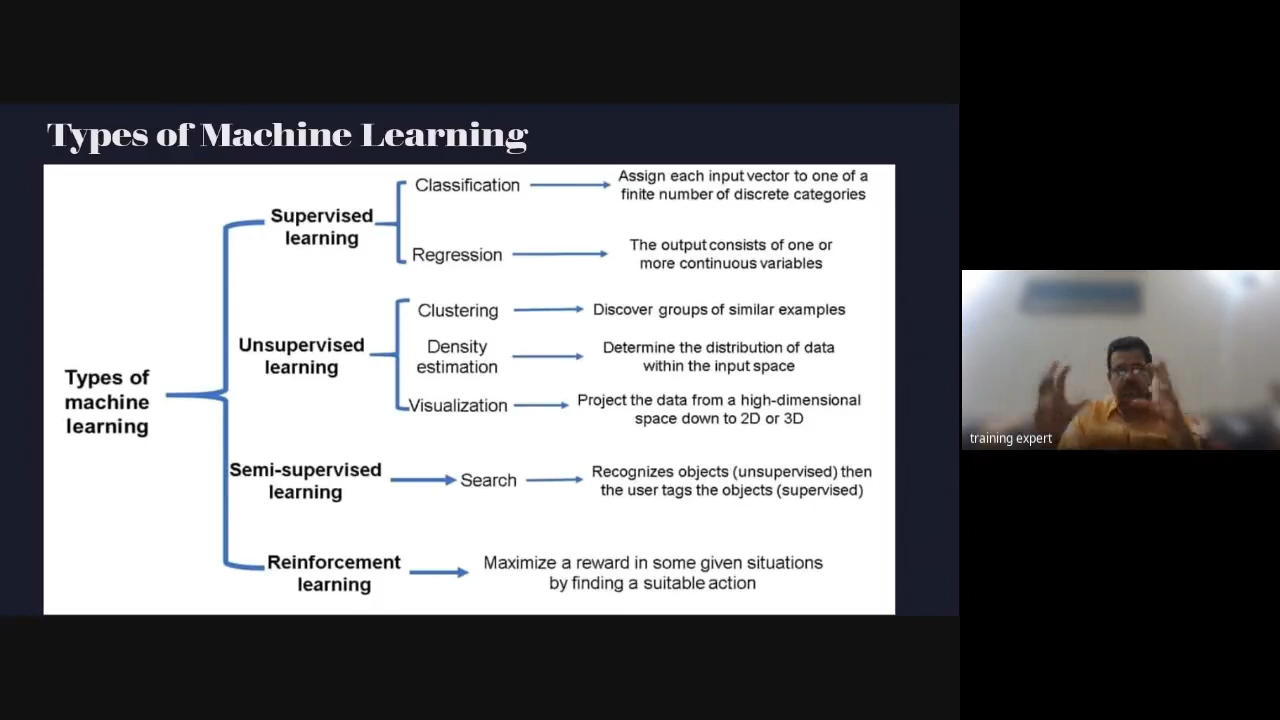 Types of Machine Learning
Types of
machine
learning
Supervised
learning
Classification
Assign each input vector to one of a
finite number of discrete categories
Regression
The output consists of one or
more continuous variables
Unsupervised
learning
Clustering
Discover groups of similar examples
Density
estimation
Determine the distribution of data
within the input space
Visualization
Project the data from a high-dimensional
space down to 2D or 3D
Semi-supervised
learning
Search
Recognizes objects (unsupervised) then
the user tags the objects (supervised)
Reinforcement
learning
Maximize a reward in some given situations
by finding a suitable action
training expert